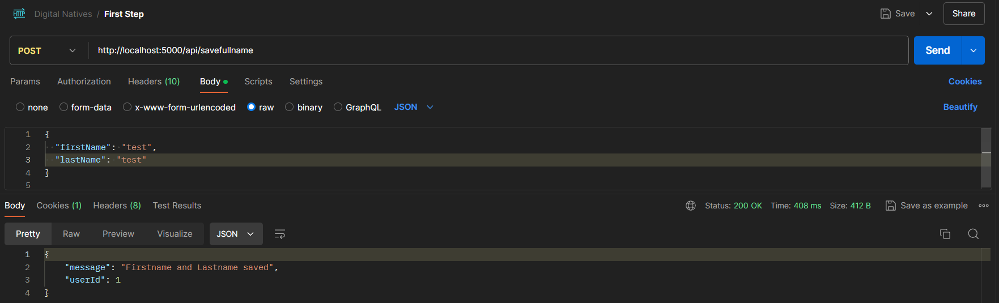 HTTP Digital Natives / First Step Save Share
POST http://localhost:5000/api/savefullname Send
Params Authorization Headers (10) Body Scripts Settings Cookies
none form-data x-www-form-urlencoded raw binary GraphQL JSON Beautify
1 {
2 "firstName": "test",
3 "lastName": "test"
4 }
5
Body Cookies (1) Headers (8) Test Results Status: 200 OK Time: 408 ms Size: 412 B Save as example
Pretty Raw Preview Visualize JSON
1 {
2 "message": "Firstname and Lastname saved",
3 "userId": 1
4 }